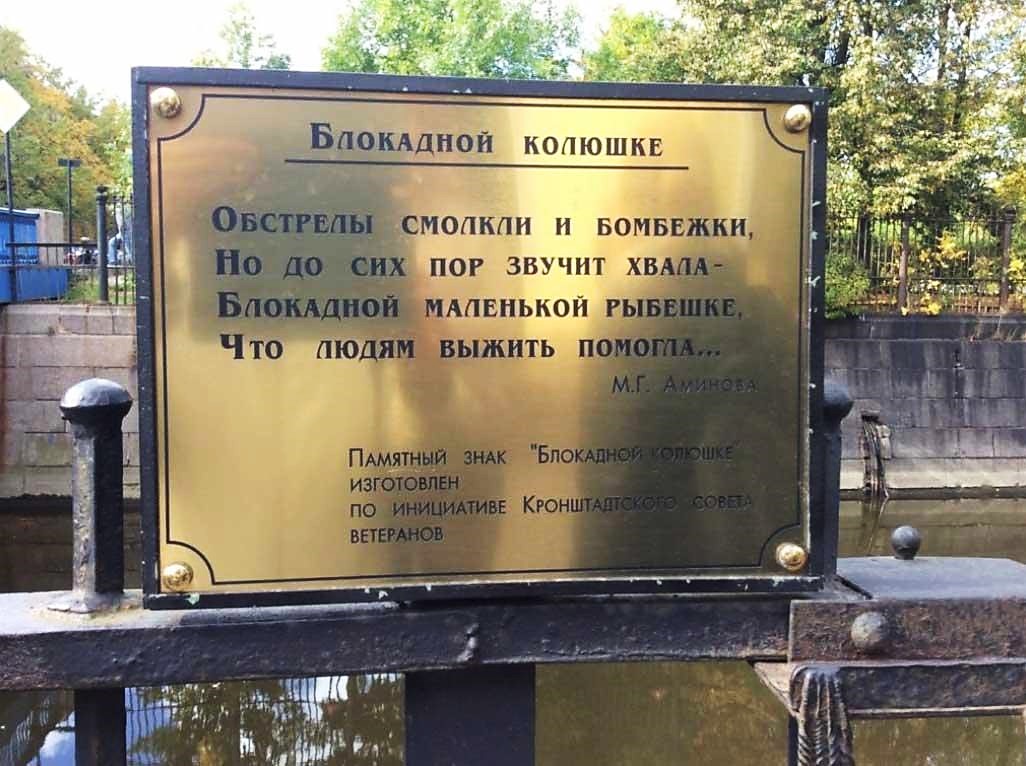 Блокадной колюшке
Обстрелы смолкли и бомбежки,
Но до сих пор звучит хвала-
Блокадной маленькой рыбешке,
Что людям выжить помогла...
М.Г. Аминова
Памятный знак "Блокадной колюшке"
изготовлен
по инициативе Кронштадтского совета
ветеранов